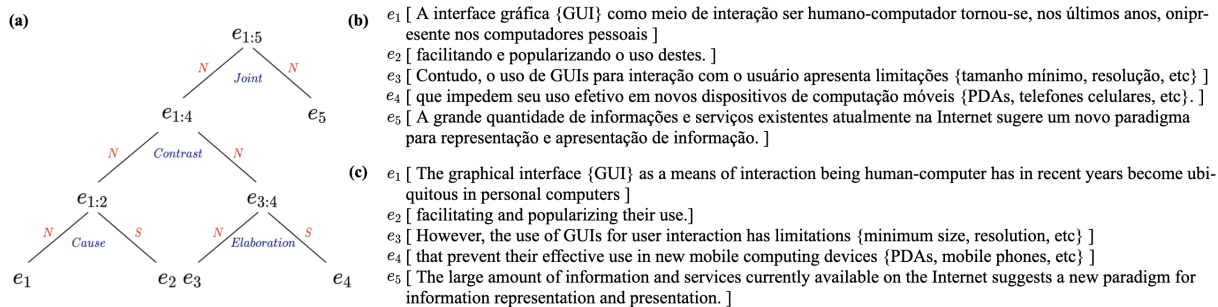 (a)
e1:5
N Joint N
e1:4 e5
N Contrast N
e1:2 e3:4
N Cause S N Elaboration S
e1 e2 e3 e4
(b) e1 [ A interface gráfica {GUI} como meio de interação ser humano-computador tornou-se, nos últimos anos, onipr-
esente nos computadores pessoais ]
e2 [ facilitando e popularizando o uso destes. ]
e3 [ Contudo, o uso de GUIs para interação com o usuário apresenta limitações {tamanho mínimo, resolução, etc} ]
e4 [ que impedem seu uso efetivo em novos dispositivos de computação móveis {PDAs, telefones celulares, etc}. ]
e5 [ A grande quantidade de informações e serviços existentes atualmente na Internet sugere um novo paradigma
para representação e apresentação de informação. ]
(c) e1 [ The graphical interface {GUI} as a means of interaction being human-computer has in recent years become ubi-
quitous in personal computers ]
e2 [ facilitating and popularizing their use.]
e3 [ However, the use of GUIs for user interaction has limitations {minimum size, resolution, etc} ]
e4 [ that prevent their effective use in new mobile computing devices {PDAs, mobile phones, etc} ]
e5 [ The large amount of information and services currently available on the Internet suggests a new paradigm for
information representation and presentation. ]